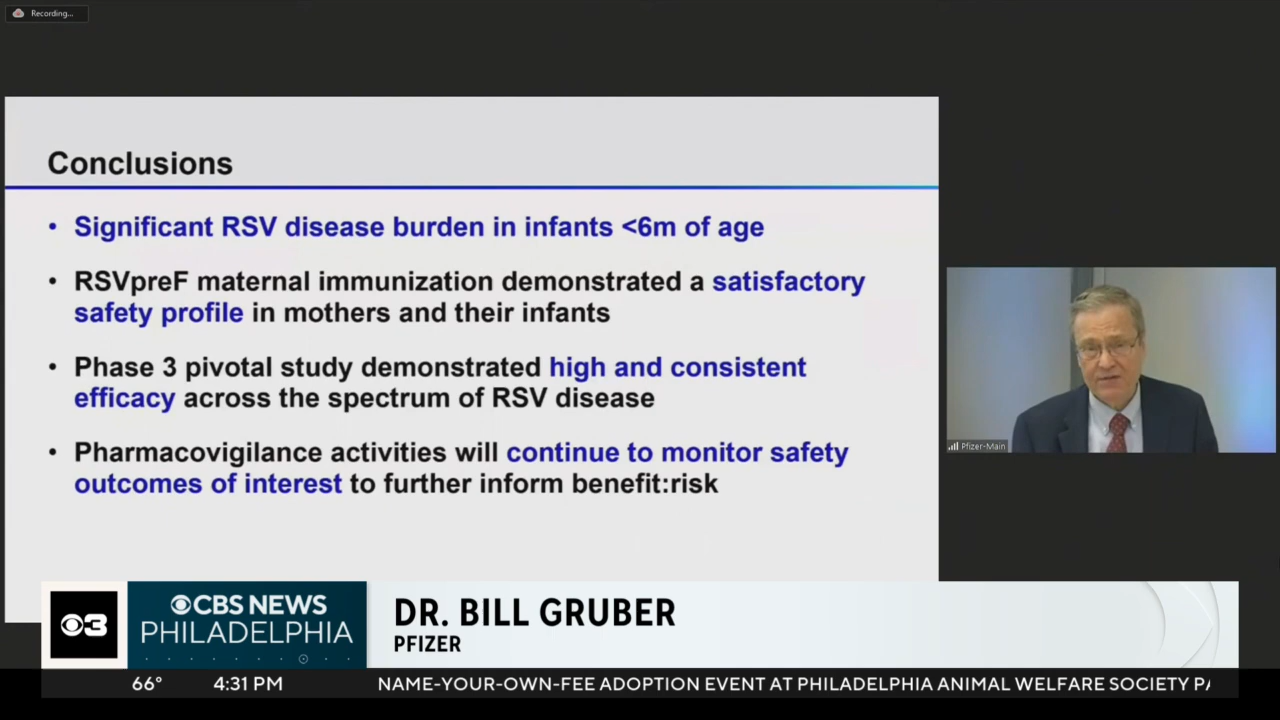 Recording...
Conclusions
• Significant RSV disease burden in infants <6m of age
• RSVpreF maternal immunization demonstrated a satisfactory
safety profile in mothers and their infants
• Phase 3 pivotal study demonstrated high and consistent
efficacy across the spectrum of RSV disease
• Pharmacovigilance activities will continue to monitor safety
outcomes of interest to further inform benefit:risk
Pfizer-Main
3
CBS NEWS
PHILADELPHIA
DR. BILL GRUBER
PFIZER
66° 4:31 PM NAME-YOUR-OWN-FEE ADOPTION EVENT AT PHILADELPHIA ANIMAL WELFARE SOCIETY